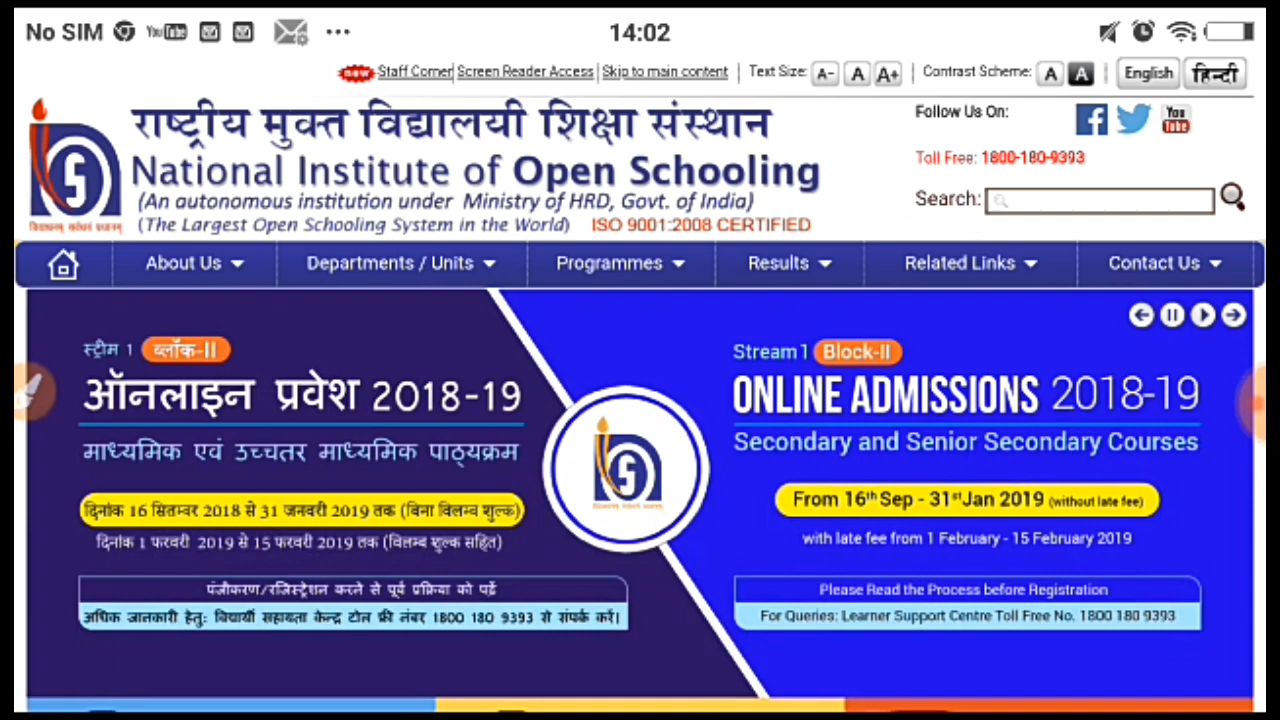 No SIM
14:02
new Staff Corner| Screen Reader Access| Skip to main content | Text Size: A- A A+ | Contrast Scheme: A A | English हिन्दी
राष्ट्रीय मुक्त विद्यालयी शिक्षा संस्थान
National Institute of Open Schooling
(An autonomous institution under Ministry of HRD, Govt. of India)
(The Largest Open Schooling System in the World) ISO 9001:2008 CERTIFIED
Follow Us On:
You Tube
Toll Free: 1800-180-9393
Search:
About Us
Departments / Units
Programmes
Results
Related Links
Contact Us
स्ट्रीम 1 ब्लॉक-II
ऑनलाइन प्रवेश 2018-19
माध्यमिक एवं उच्चतर माध्यमिक पाठ्यक्रम
दिनांक 16 सितम्बर 2018 से 31 जनवरी 2019 तक (बिना विलम्ब शुल्क)
दिनांक 1 फरवरी 2019 से 15 फरवरी 2019 तक (विलम्ब शुल्क सहित)
पंजीकरण/रजिस्ट्रेशन करने से पूर्व प्रक्रिया को पढ़ें
अधिक जानकारी हेतु: विद्यार्थी सहायता केन्द्र टोल फ्री नंबर 1800 180 9393 से संपर्क करें।
Stream 1 Block-II
ONLINE ADMISSIONS 2018-19
Secondary and Senior Secondary Courses
From 16th Sep - 31st Jan 2019 (without late fee)
with late fee from 1 February - 15 February 2019
Please Read the Process before Registration
For Queries: Learner Support Centre Toll Free No. 1800 180 9393